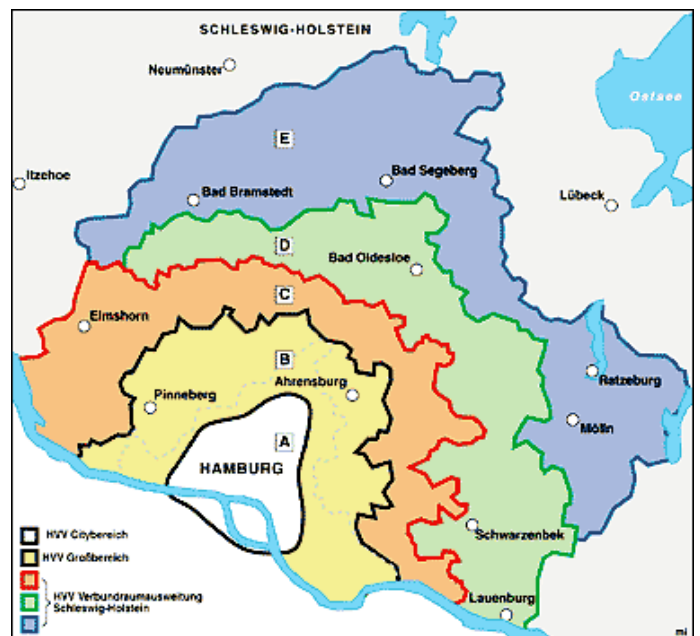 SCHLESWIG-HOLSTEIN
Neumünster
Ostsee
E
Itzehoe
Bad Segeberg
Bad Bramstedt
Lübeck
D
Bad Oldesloe
C
Elmshorn
B
Ratzeburg
Ahrensburg
Pinneberg
Mölln
A
HAMBURG
Schwarzenbek
HVV Citybereich
HVV Großbereich
HVV Verbundraumausweitung
Schleswig-Holstein
Lauenburg
mi